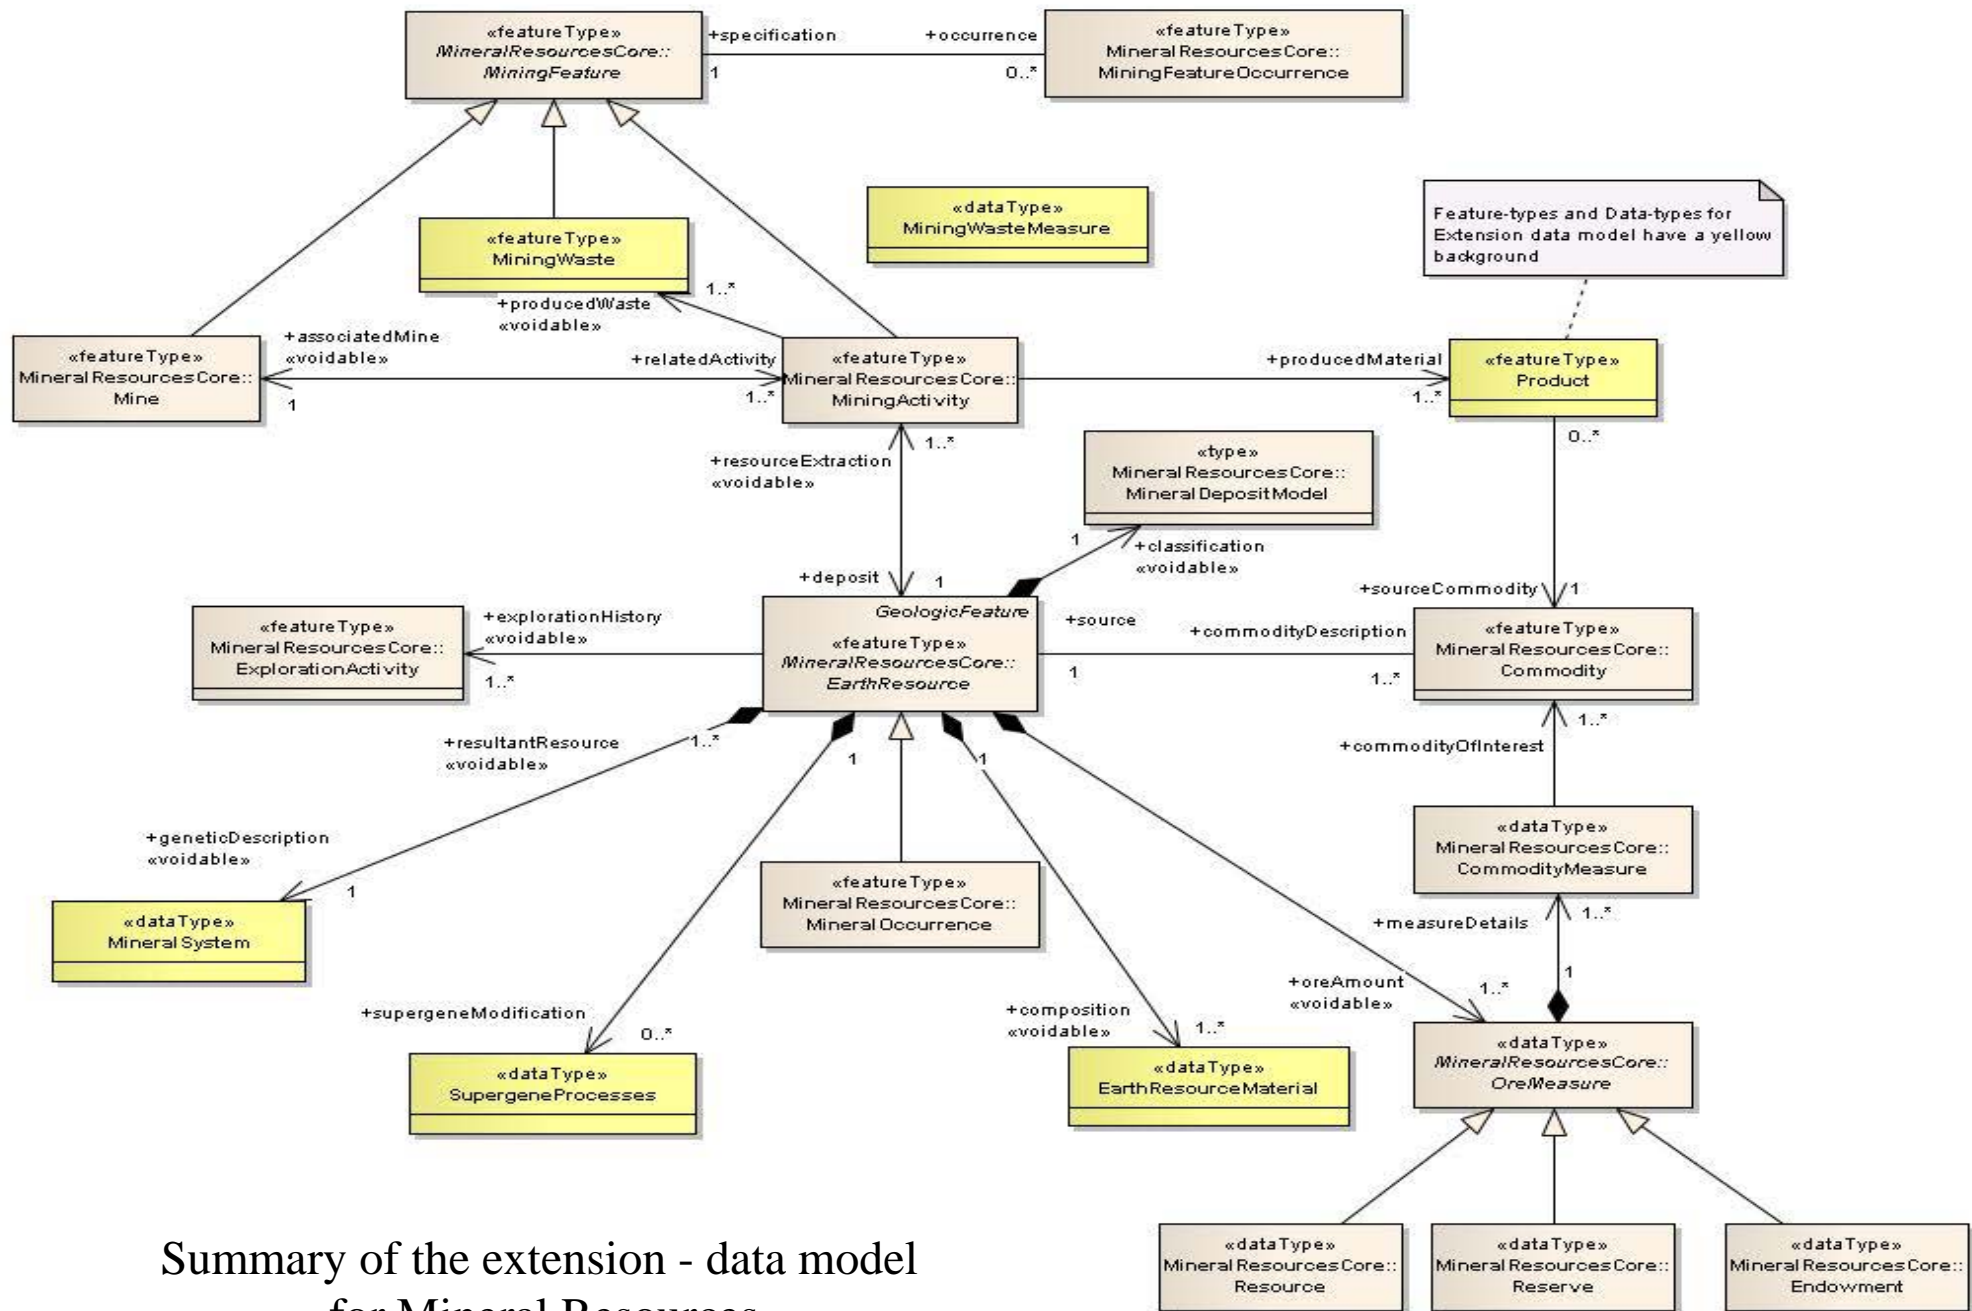 «featureType»
MineralResourcesCore::
MiningFeature
+specification
1
+occurrence
0..*
«featureType»
MineralResourcesCore::
MiningFeatureOccurrence
«dataType»
MiningWasteMeasure
Feature-types and Data-types for
Extension data model have a yellow
background
«featureType»
MiningWaste
+producedWaste
«voidable»
1..*
«featureType»
MineralResourcesCore::
Mine
+associatedMine
«voidable»
1
+relatedActivity
1..*
«featureType»
MineralResourcesCore::
MiningActivity
+producedMaterial
1..*
«featureType»
Product
0..*
+resourceExtraction
«voidable»
1..*
«type»
MineralResourcesCore::
MineralDepositModel
1
+classification
«voidable»
+deposit
1
+sourceCommodity
1
«featureType»
MineralResourcesCore::
ExplorationActivity
+explorationHistory
«voidable»
1..*
GeologicFeature
«featureType»
MineralResourcesCore::
EarthResource
+source
1
+commodityDescription
1..*
«featureType»
MineralResourcesCore::
Commodity
+resultantResource
«voidable»
1..*
1
1
1..*
+commodityOfInterest
+geneticDescription
«voidable»
1
«dataType»
MineralSystem
«featureType»
MineralResourcesCore::
MineralOccurrence
«dataType»
MineralResourcesCore::
CommodityMeasure
+measureDetails
1..*
1
+supergeneModification
0..*
«dataType»
SupergeneProcesses
+composition
«voidable»
1..*
«dataType»
EarthResourceMaterial
+oreAmount
«voidable»
1..*
«dataType»
MineralResourcesCore::
OreMeasure
«dataType»
MineralResourcesCore::
Resource
«dataType»
MineralResourcesCore::
Reserve
«dataType»
MineralResourcesCore::
Endowment
Summary of the extension - data model
for Mineral Resources